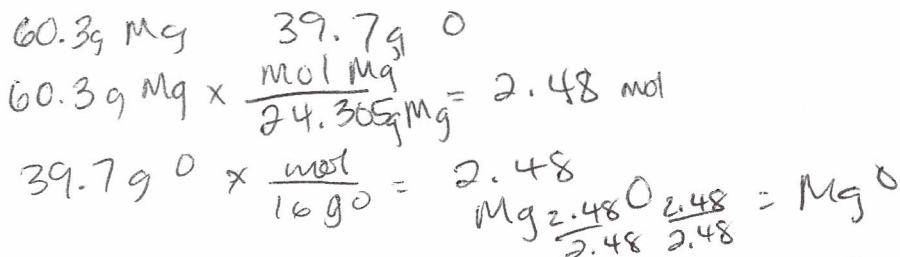 60.3g Mg 39.7g O
60.3g Mg × mol Mg / 24.305g Mg = 2.48 mol
39.7g O × mol / 16 g O = 2.48
Mg 2.48/2.48 O 2.48/2.48 = MgO